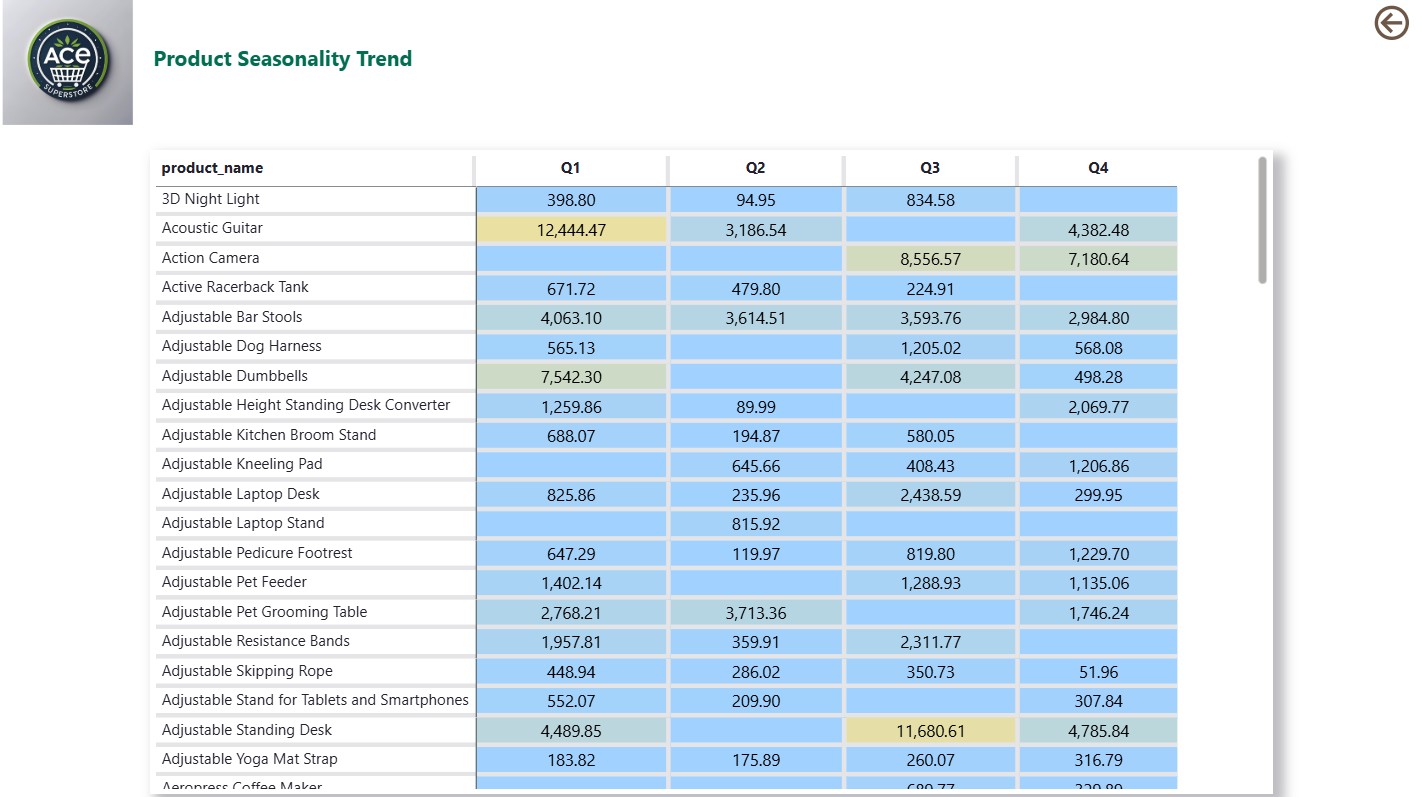 ACE
SUPERSTORE
Product Seasonality Trend
product_name Q1 Q2 Q3 Q4
3D Night Light 398.80 94.95 834.58
Acoustic Guitar 12,444.47 3,186.54 4,382.48
Action Camera 8,556.57 7,180.64
Active Racerback Tank 671.72 479.80 224.91
Adjustable Bar Stools 4,063.10 3,614.51 3,593.76 2,984.80
Adjustable Dog Harness 565.13 1,205.02 568.08
Adjustable Dumbbells 7,542.30 4,247.08 498.28
Adjustable Height Standing Desk Converter 1,259.86 89.99 2,069.77
Adjustable Kitchen Broom Stand 688.07 194.87 580.05
Adjustable Kneeling Pad 645.66 408.43 1,206.86
Adjustable Laptop Desk 825.86 235.96 2,438.59 299.95
Adjustable Laptop Stand 815.92
Adjustable Pedicure Footrest 647.29 119.97 819.80 1,229.70
Adjustable Pet Feeder 1,402.14 1,288.93 1,135.06
Adjustable Pet Grooming Table 2,768.21 3,713.36 1,746.24
Adjustable Resistance Bands 1,957.81 359.91 2,311.77
Adjustable Skipping Rope 448.94 286.02 350.73 51.96
Adjustable Stand for Tablets and Smartphones 552.07 209.90 307.84
Adjustable Standing Desk 4,489.85 11,680.61 4,785.84
Adjustable Yoga Mat Strap 183.82 175.89 260.07 316.79
Aeropress Coffee Maker